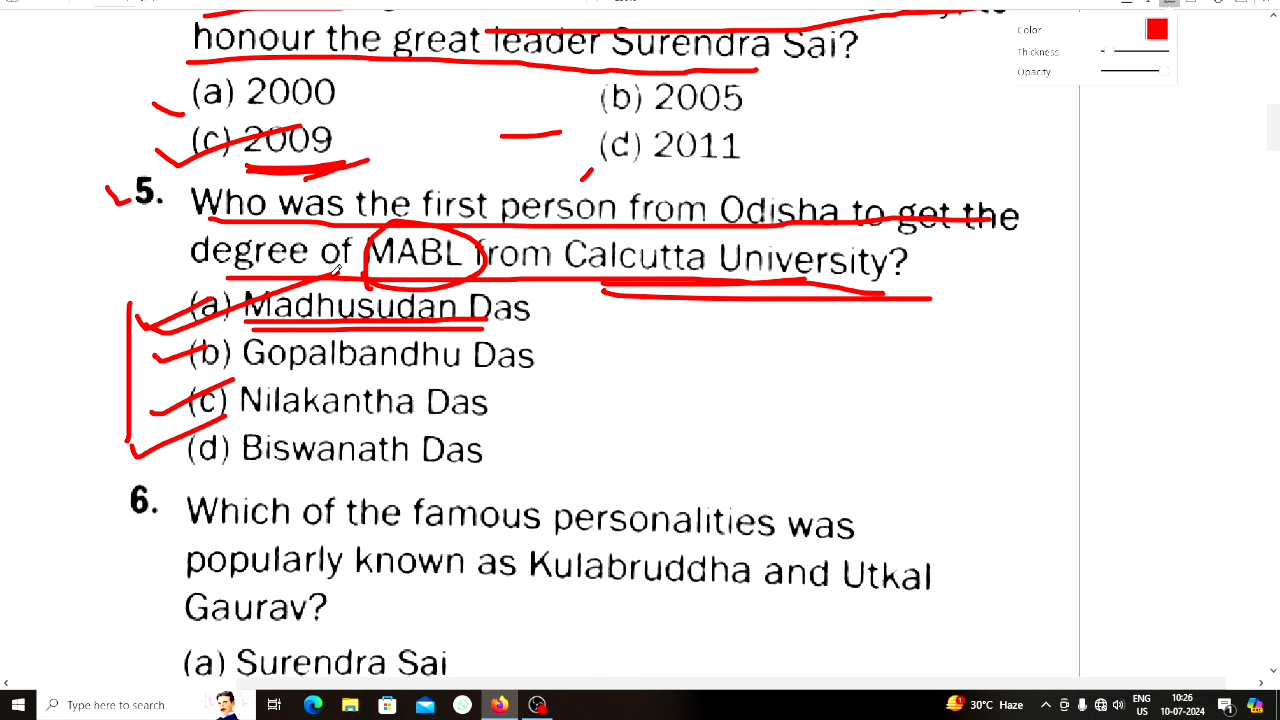 Color
Thickness
Opacity
honour the great leader Surendra Sai?
(a) 2000 (b) 2005
(c) 2009 (d) 2011
5. Who was the first person from Odisha to get the
degree of MABL from Calcutta University?
(a) Madhusudan Das
(b) Gopalbandhu Das
(c) Nilakantha Das
(d) Biswanath Das
6. Which of the famous personalities was
popularly known as Kulabruddha and Utkal
Gaurav?
(a) Surendra Sai
Type here to search
30°C Haze
ENG
US
10:26
10-07-2024